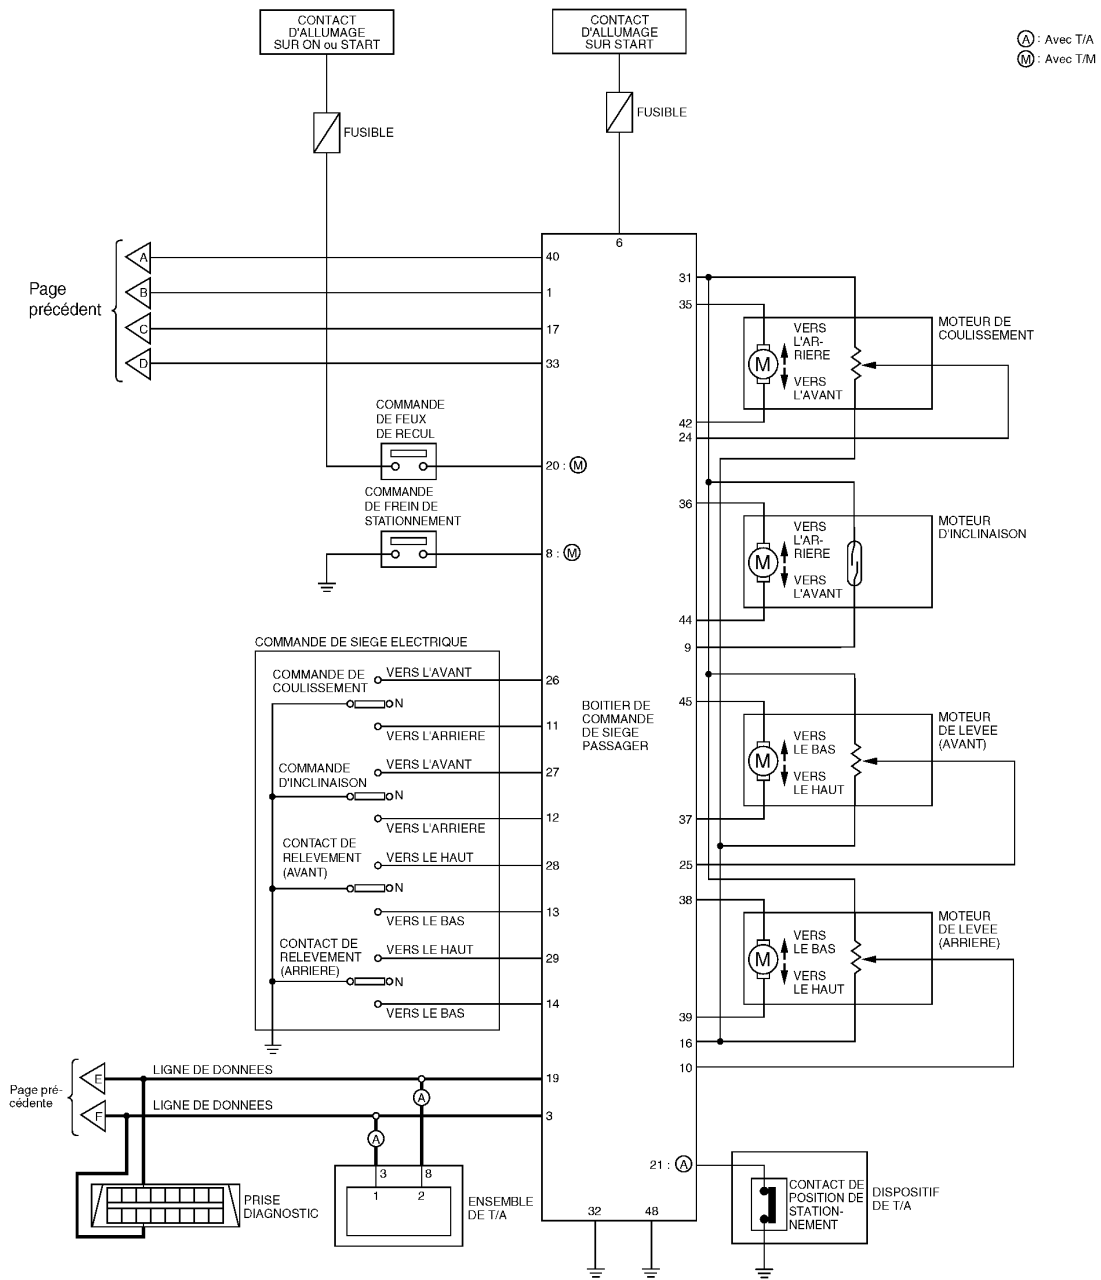 CONTACT
D'ALLUMAGE
SUR ON ou START
CONTACT
D'ALLUMAGE
SUR START
A : Avec T/A
M : Avec T/M
FUSIBLE
FUSIBLE
6
Page
précédent
A
B
C
D
40
1
17
33
COMMANDE
DE FEUX
DE RECUL
20 : M
COMMANDE
DE FREIN DE
STATIONNEMENT
8 : M
31
35
MOTEUR DE
COULISSEMENT
VERS
L'AR-
RIERE
M
VERS
L'AVANT
42
24
36
MOTEUR
D'INCLINAISON
VERS
L'AR-
RIERE
M
VERS
L'AVANT
44
9
COMMANDE DE SIEGE ELECTRIQUE
COMMANDE DE
COULISSEMENT
VERS L'AVANT
26
N
VERS L'ARRIERE
11
COMMANDE
D'INCLINAISON
VERS L'AVANT
27
N
VERS L'ARRIERE
12
CONTACT DE
RELEVEMENT
(AVANT)
VERS LE HAUT
28
N
VERS LE BAS
13
CONTACT DE
RELEVEMENT
(ARRIERE)
VERS LE HAUT
29
N
VERS LE BAS
14
BOITIER DE
COMMANDE
DE SIEGE
PASSAGER
45
MOTEUR
DE LEVEE
(AVANT)
VERS
LE BAS
M
VERS
LE HAUT
37
25
38
MOTEUR
DE LEVEE
(ARRIERE)
VERS
LE BAS
M
VERS
LE HAUT
39
16
10
Page pré-
cédente
E
LIGNE DE DONNEES
19
F
LIGNE DE DONNEES
3
A
A
3
8
1
2
PRISE
DIAGNOSTIC
ENSEMBLE
DE T/A
32
48
21 : A
CONTACT DE
POSITION DE
STATION-
NEMENT
DISPOSITIF
DE T/A